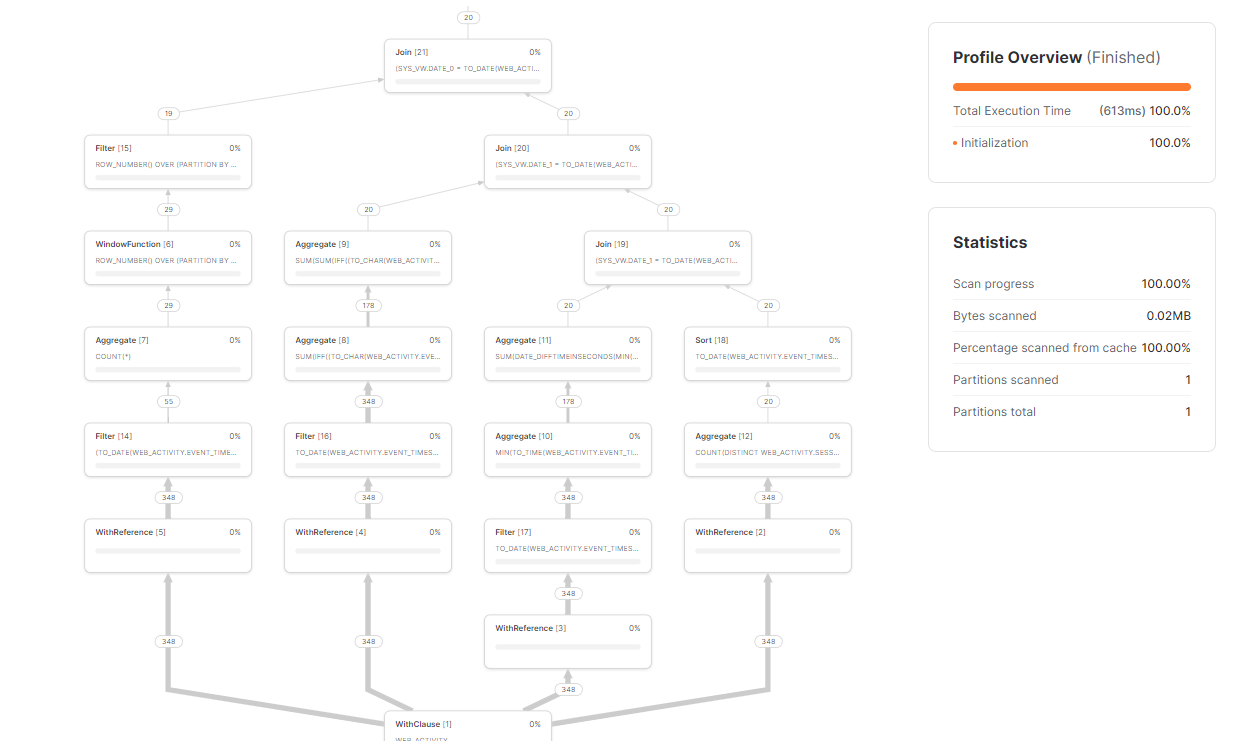 20
Join [21] 0%
(SYS_VW.DATE_0 = TO_DATE(WEB_ACTI...
19
20
Filter [15] 0%
ROW_NUMBER() OVER (PARTITION BY ...
Join [20] 0%
(SYS_VW.DATE_1 = TO_DATE(WEB_ACTI...
29
20
20
WindowFunction [6] 0%
ROW_NUMBER() OVER (PARTITION BY ...
Aggregate [9] 0%
SUM(SUM(IFF((TO_CHAR(WEB_ACTIVIT...
Join [19] 0%
(SYS_VW.DATE_1 = TO_DATE(WEB_ACTI...
29
178
20
20
Aggregate [7] 0%
COUNT(*)
Aggregate [8] 0%
SUM(IFF((TO_CHAR(WEB_ACTIVITY.EVE...
Aggregate [11] 0%
SUM(DATE_DIFFTIMEINSECONDS(MIN(...
Sort [18] 0%
TO_DATE(WEB_ACTIVITY.EVENT_TIMES...
55
348
178
20
Filter [14] 0%
(TO_DATE(WEB_ACTIVITY.EVENT_TIME...
Filter [16] 0%
TO_DATE(WEB_ACTIVITY.EVENT_TIMES...
Aggregate [10] 0%
MIN(TO_TIME(WEB_ACTIVITY.EVENT_TI...
Aggregate [12] 0%
COUNT(DISTINCT WEB_ACTIVITY.SESS...
348
348
348
348
WithReference [5] 0%
WithReference [4] 0%
Filter [17] 0%
TO_DATE(WEB_ACTIVITY.EVENT_TIMES...
WithReference [2] 0%
348
WithReference [3] 0%
348
348
348
348
WithClause [1] 0%
WEB_ACTIVITY
Profile Overview (Finished)
Total Execution Time (613ms) 100.0%
Initialization 100.0%
Statistics
Scan progress 100.00%
Bytes scanned 0.02MB
Percentage scanned from cache 100.00%
Partitions scanned 1
Partitions total 1